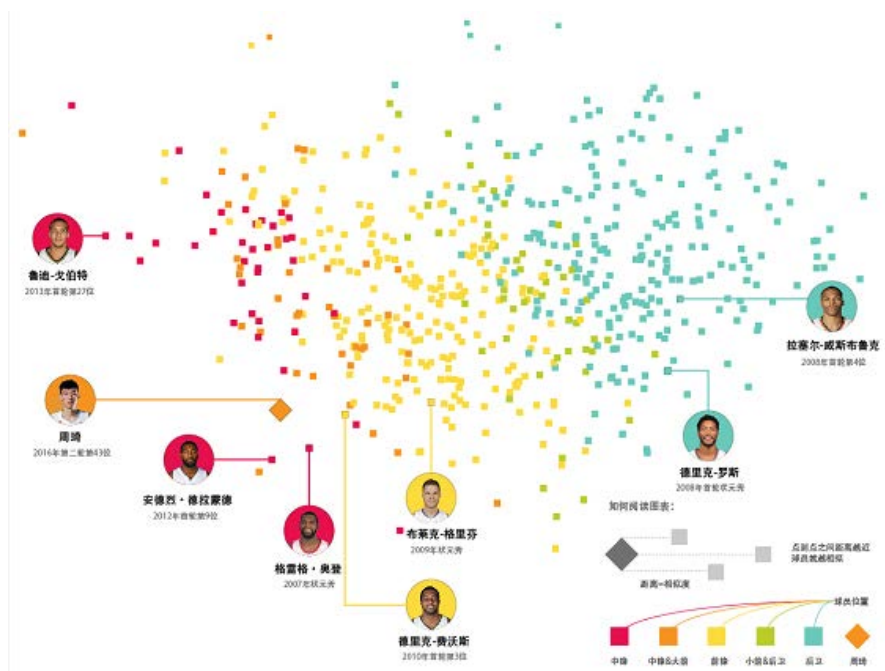 鲁迪-戈伯特
2013年首轮第27位
拉塞尔-威斯布鲁克
2008年首轮第4位
周琦
2016年第二轮第43位
安德烈·德拉蒙德
2012年首轮第9位
德里克-罗斯
2008年首轮状元秀
布莱克-格里芬
2009年状元秀
格雷格·奥登
2007年状元秀
德里克-费沃斯
2010年首轮第3位
如何阅读图表:
点到点之间距离越近
球员就越相似
距离=相似度
球员位置
中锋
中锋&大前
前锋
小前&后卫
后卫
周琦